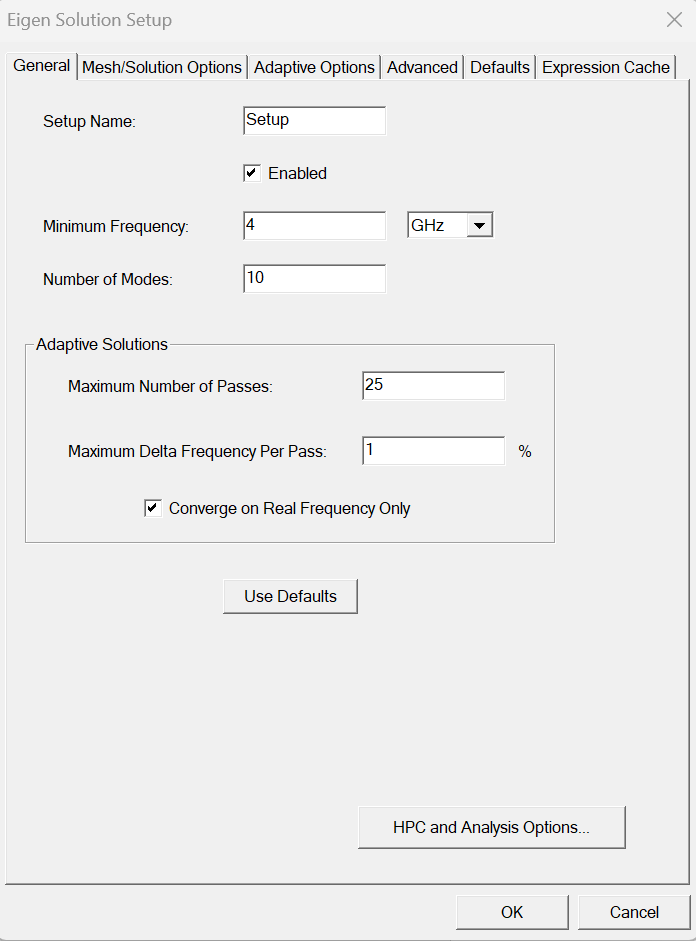 Eigen Solution Setup
General Mesh/Solution Options Adaptive Options Advanced Defaults Expression Cache
Setup Name: Setup
Enabled
Minimum Frequency: 4 GHz
Number of Modes: 10
Adaptive Solutions
Maximum Number of Passes: 25
Maximum Delta Frequency Per Pass: 1 %
Converge on Real Frequency Only
Use Defaults
HPC and Analysis Options...
OK Cancel